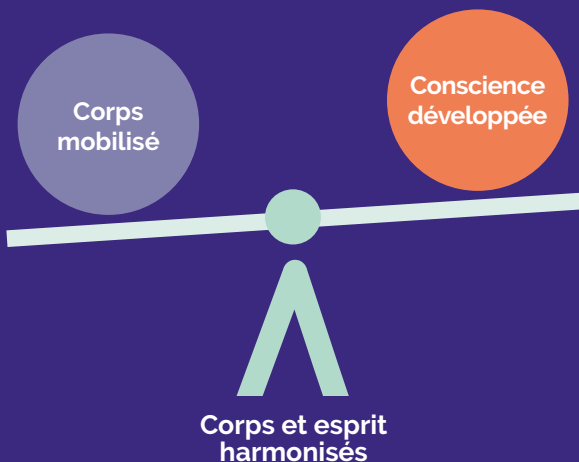 Corps
mobilisé
Conscience
développée
Corps et esprit
harmonisés